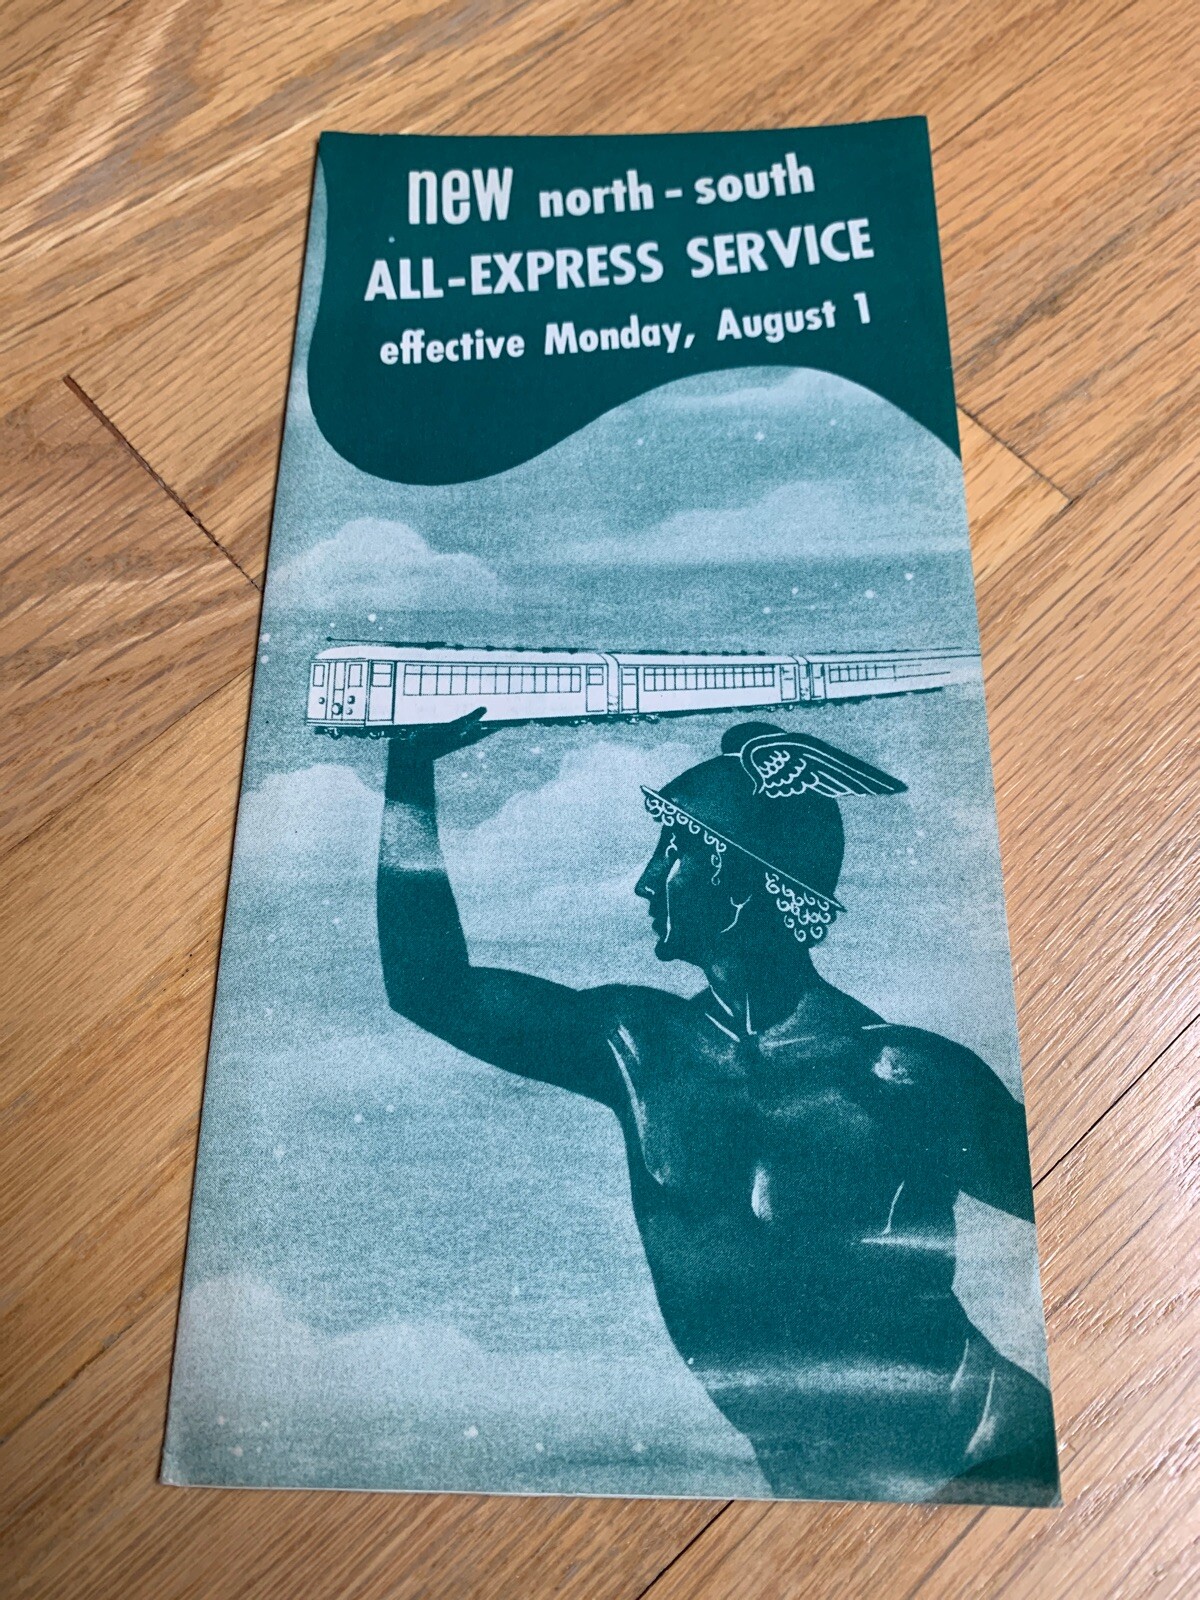 new north - south
ALL-EXPRESS SERVICE
effective Monday, August 1